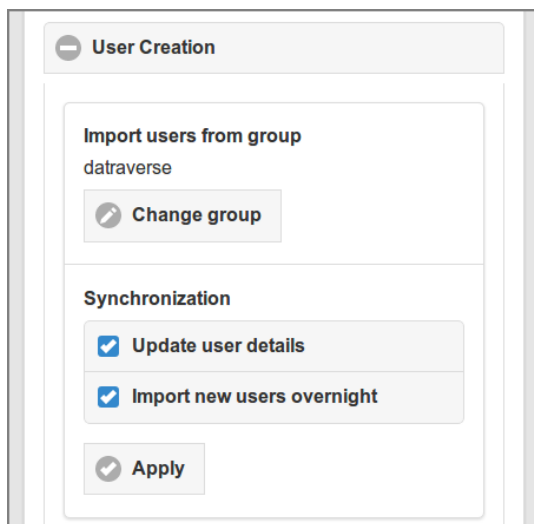 User Creation
Import users from group
datraverse
Change group
Synchronization
Update user details
Import new users overnight
Apply